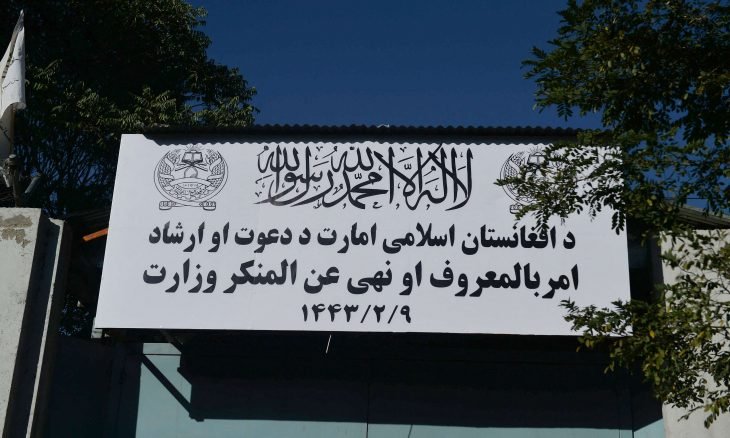 لا اله الا الله محمد رسول الله
د افغانستان اسلامی امارت د دعوت او ارشاد
امربالمعروف او نهی عن المنکر وزارت
۱۴۴۳/۲/۹